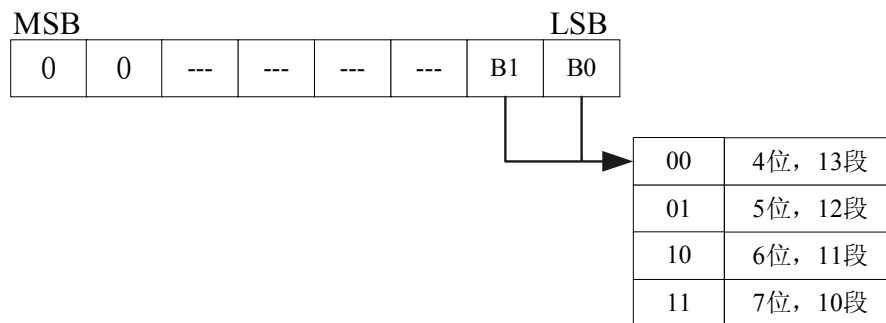 MSB LSB
0 0 --- --- --- --- B1 B0
00 4位，13段
01 5位，12段
10 6位，11段
11 7位，10段